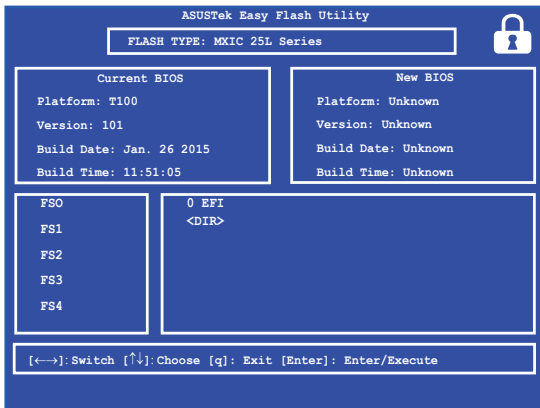 ASUSTek Easy Flash Utility
FLASH TYPE: MXIC 25L Series
Current BIOS
Platform: T100
Version: 101
Build Date: Jan. 26 2015
Build Time: 11:51:05
New BIOS
Platform: Unknown
Version: Unknown
Build Date: Unknown
Build Time: Unknown
FSO
FS1
FS2
FS3
FS4
0 EFI
<DIR>
[←→]: Switch [↑↓]: Choose [q]: Exit [Enter]: Enter/Execute